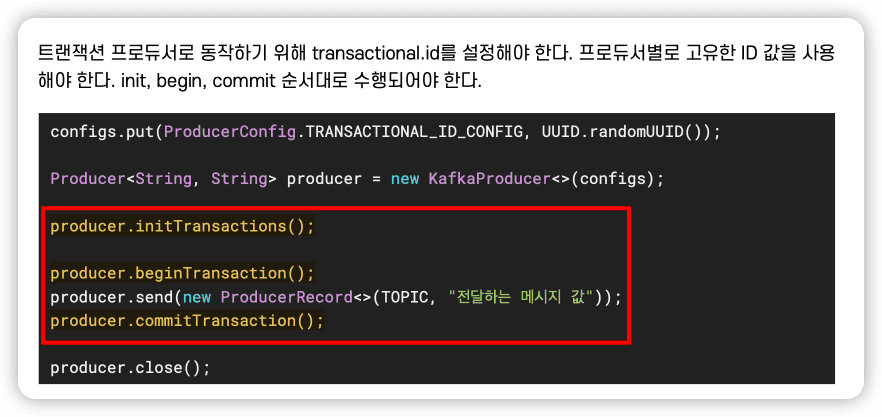 트랜잭션 프로듀서로 동작하기 위해 transactional.id를 설정해야 한다. 프로듀서별로 고유한 ID 값을 사용
해야 한다. init, begin, commit 순서대로 수행되어야 한다.
configs.put(ProducerConfig.TRANSACTIONAL_ID_CONFIG, UUID.randomUUID());
Producer<String, String> producer = new KafkaProducer<>(configs);
producer.initTransactions();
producer.beginTransaction();
producer.send(new ProducerRecord<>(TOPIC, "전달하는 메시지 값"));
producer.commitTransaction();
producer.close();